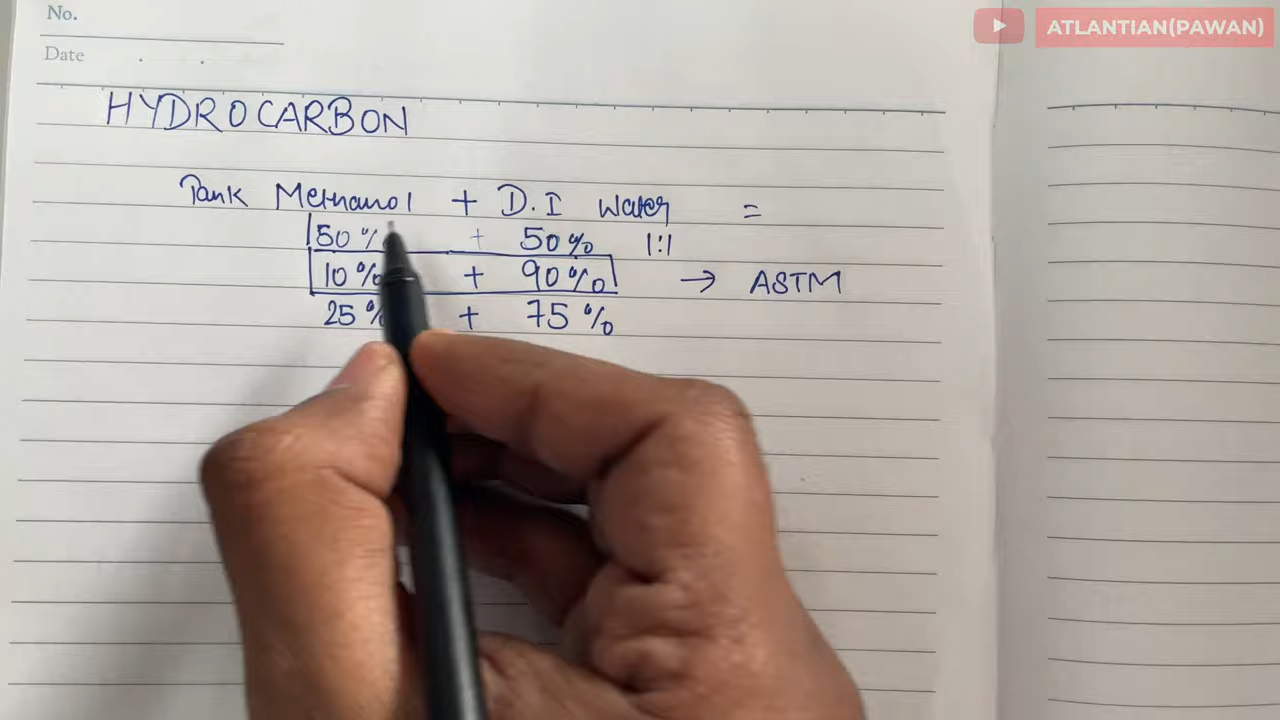 No.
ATLANTIAN(PAWAN)
Date
HYDROCARBON
Tank Methanol + D.I Water =
50% + 50% 1:1
10% + 90% → ASTM
25% + 75%